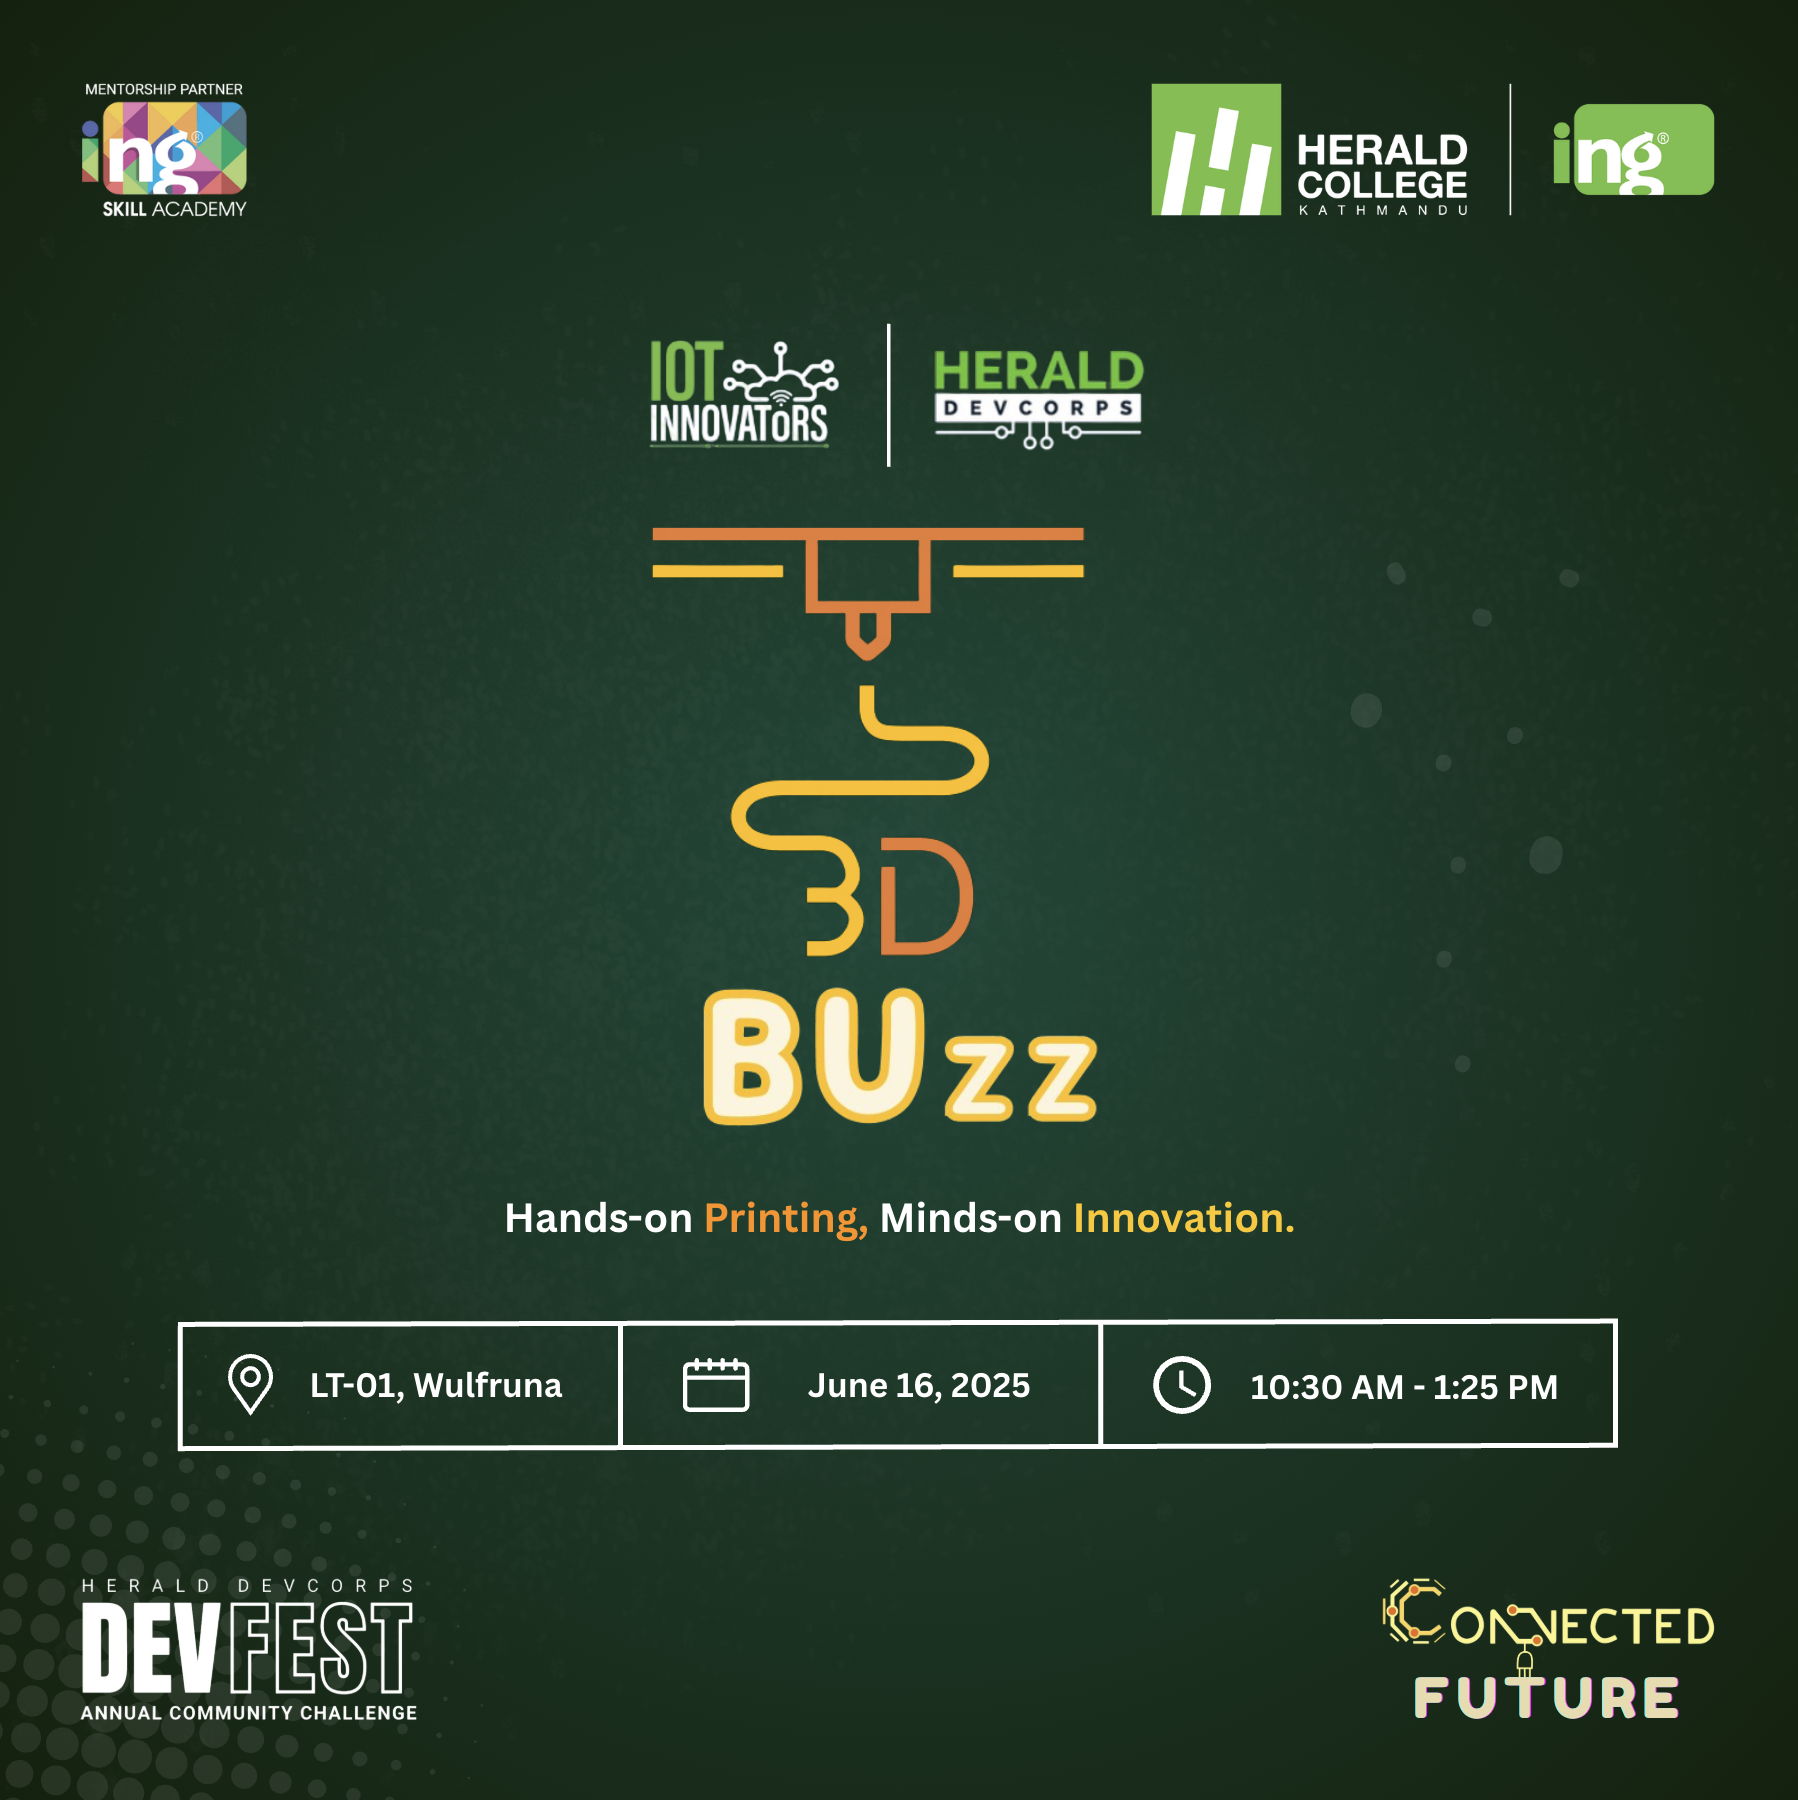 MENTORSHIP PARTNER
ing®
SKILL ACADEMY
HERALD
COLLEGE
KATHMANDU
ing®
IOT
INNOVATORS
HERALD
DEVCORPS
3D
BUzz
Hands-on Printing, Minds-on Innovation.
LT-01, Wulfruna
June 16, 2025
10:30 AM - 1:25 PM
HERALD DEVCORPS
DEVFEST
ANNUAL COMMUNITY CHALLENGE
CONNECTED
FUTURE